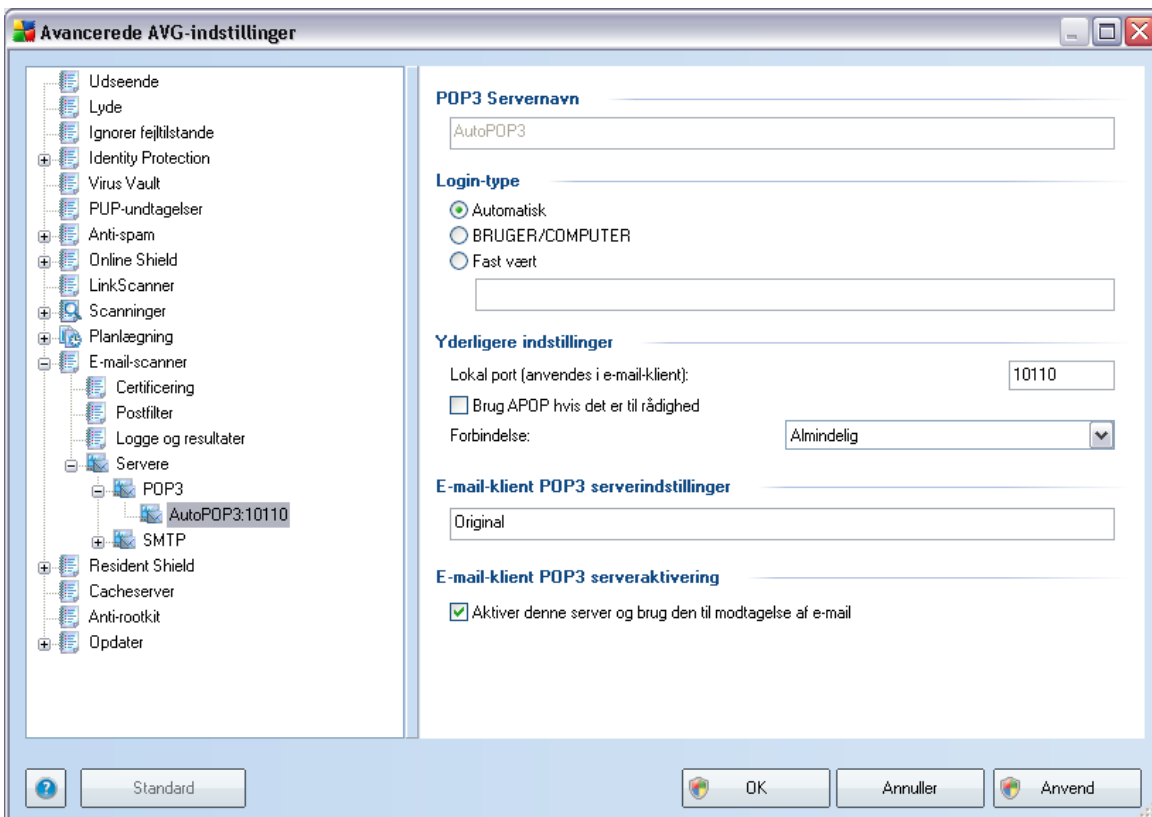 Avancerede AVG-indstillinger
Udseende
Lyde
Ignorer fejltilstande
Identity Protection
Virus Vault
PUP-undtagelser
Anti-spam
Online Shield
LinkScanner
Scanninger
Planlægning
E-mail-scanner
Certificering
Postfilter
Logge og resultater
Servere
POP3
AutoPOP3:10110
SMTP
Resident Shield
Cacheserver
Anti-rootkit
Opdater
POP3 Servernavn
AutoPOP3
Login-type
Automatisk
BRUGER/COMPUTER
Fast vært
Yderligere indstillinger
Lokal port (anvendes i e-mail-klient): 10110
Brug APOP hvis det er til rådighed
Forbindelse: Almindelig
E-mail-klient POP3 serverindstillinger
Original
E-mail-klient POP3 serveraktivering
Aktiver denne server og brug den til modtagelse af e-mail
? Standard OK Annuller Anvend